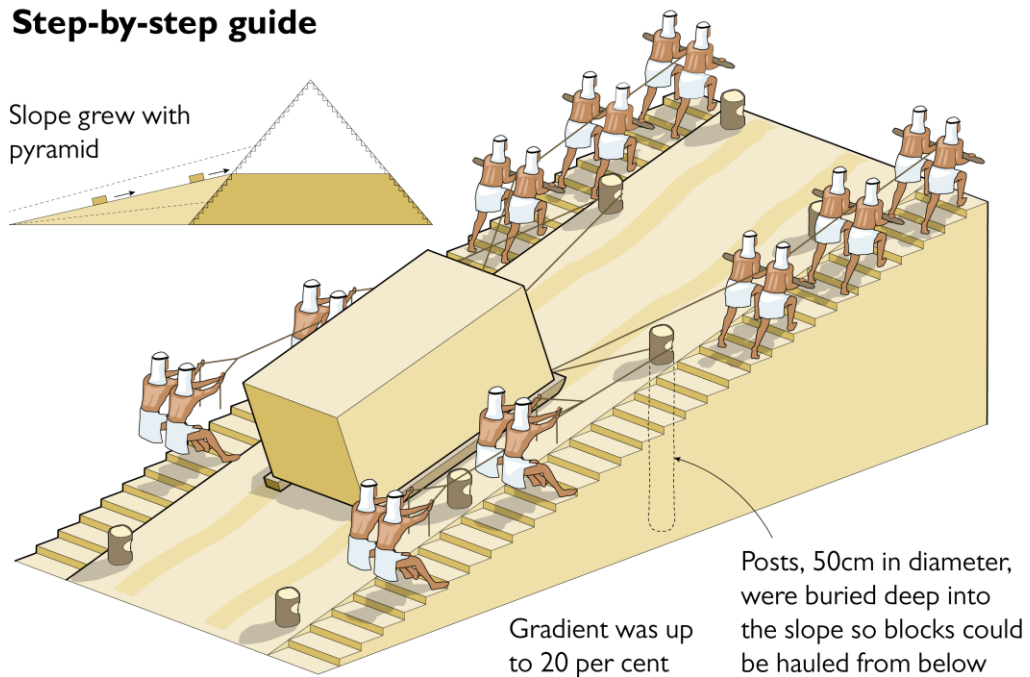 Step-by-step guide
Slope grew with
pyramid
Gradient was up
to 20 per cent
Posts, 50cm in diameter,
were buried deep into
the slope so blocks could
be hauled from below